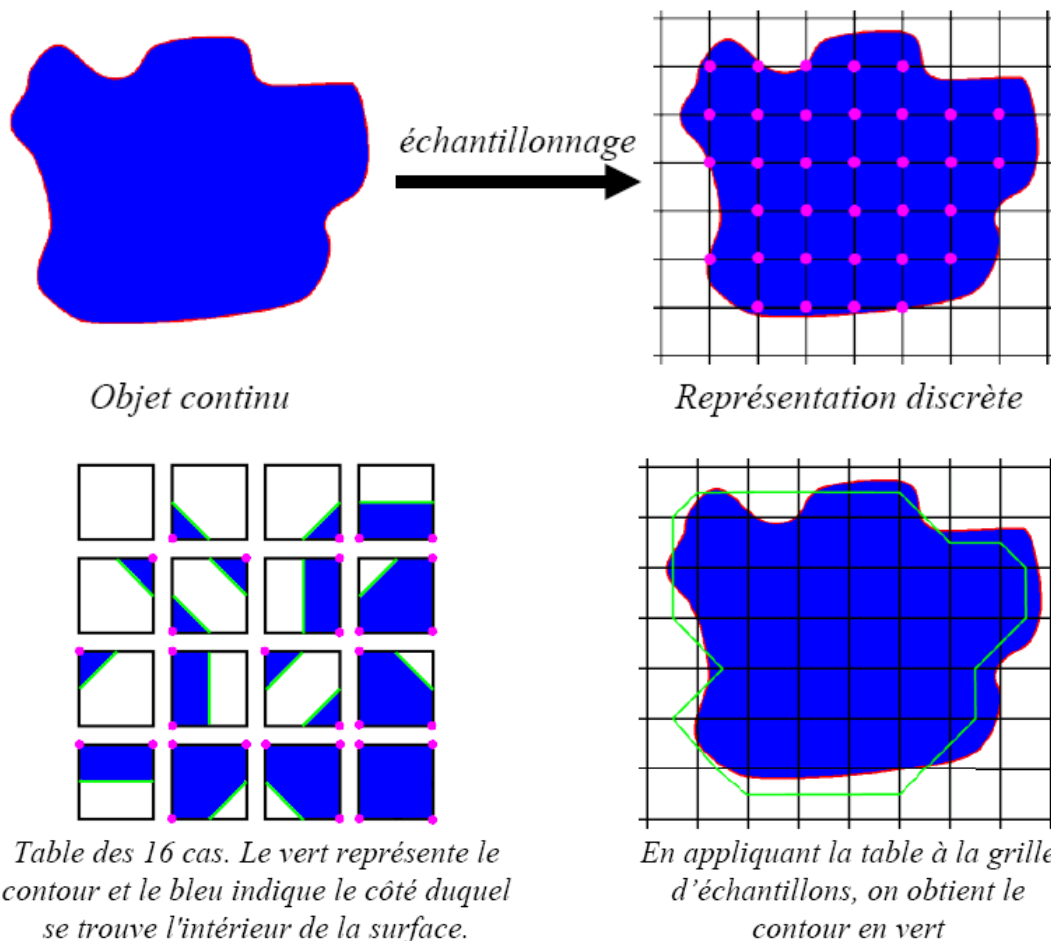 échantillonnage
Objet continu
Représentation discrète
Table des 16 cas. Le vert représente le
contour et le bleu indique le côté duquel
se trouve l'intérieur de la surface.
En appliquant la table à la grille
d'échantillons, on obtient le
contour en vert